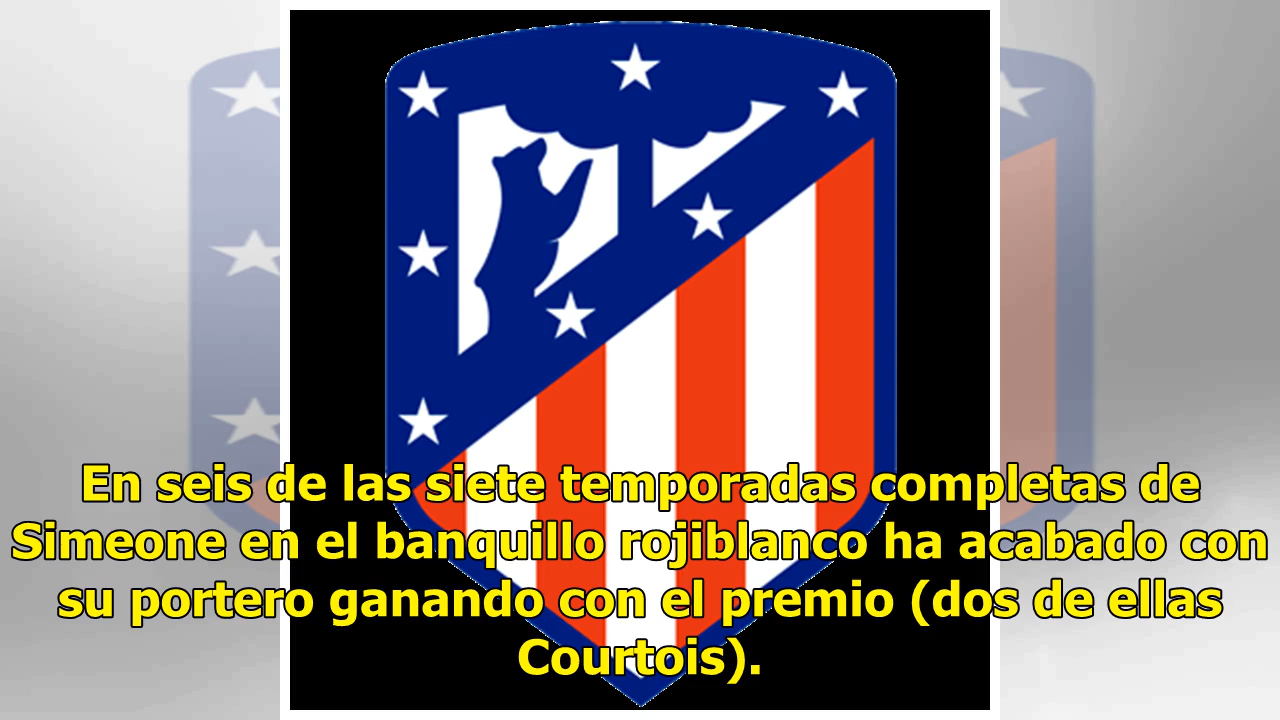 En seis de las siete temporadas completas de
Simeone en el banquillo rojiblanco ha acabado con
su portero ganando con el premio (dos de ellas
Courtois).